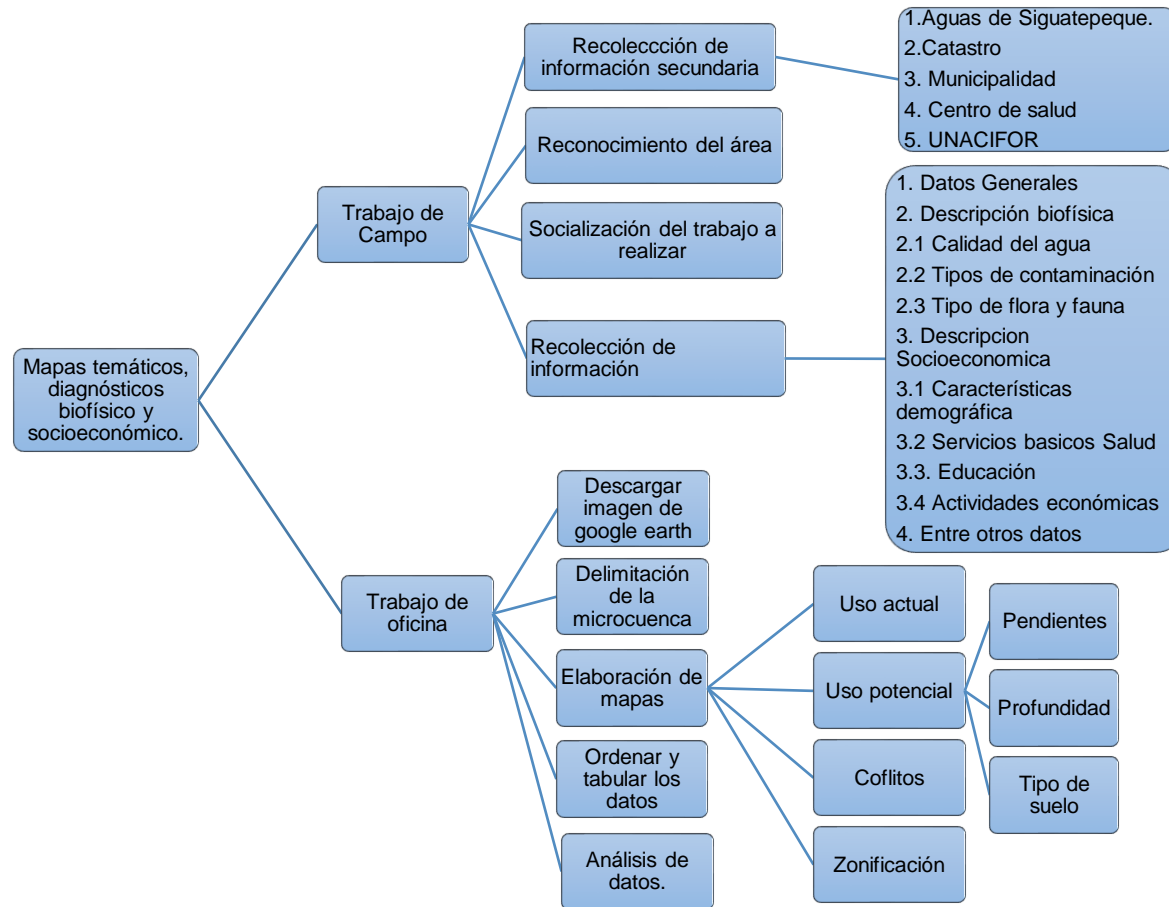 Mapas temáticos,
diagnósticos
biofísico y
socioeconómico.
Trabajo de
Campo
Recoleccción de
información secundaria
1.Aguas de Siguatepeque.
2.Catastro
3. Municipalidad
4. Centro de salud
5. UNACIFOR
Reconocimiento del área
Socialización del trabajo a
realizar
Recolección de
información
1. Datos Generales
2. Descripción biofísica
2.1 Calidad del agua
2.2 Tipos de contaminación
2.3 Tipo de flora y fauna
3. Descripcion
Socioeconomica
3.1 Características
demográfica
3.2 Servicios basicos Salud
3.3. Educación
3.4 Actividades económicas
4. Entre otros datos
Trabajo de
oficina
Descargar
imagen de
google earth
Delimitación
de la
microcuenca
Elaboración de
mapas
Uso actual
Uso potencial
Pendientes
Profundidad
Tipo de
suelo
Coflitos
Zonificación
Ordenar y
tabular los
datos
Análisis de
datos.